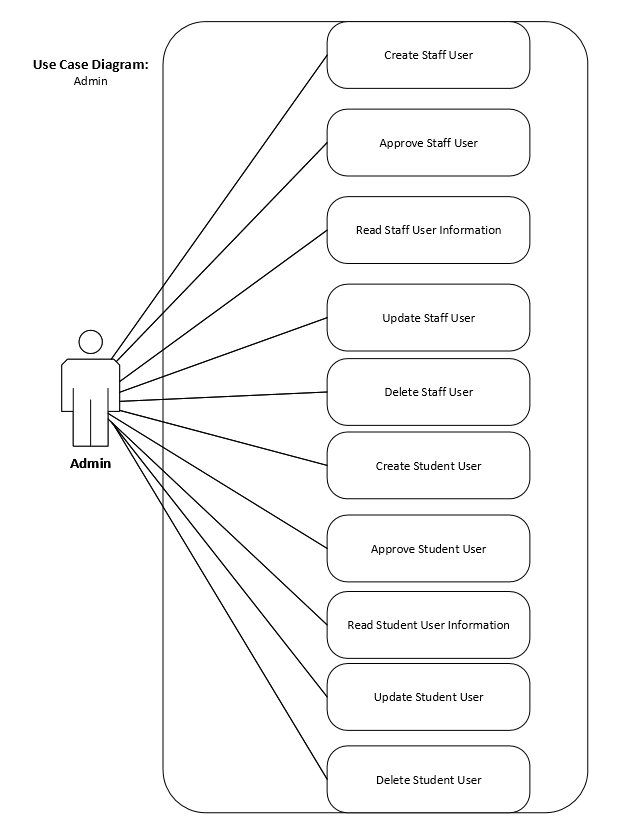 Use Case Diagram:
Admin
Create Staff User
Approve Staff User
Read Staff User Information
Update Staff User
Delete Staff User
Create Student User
Approve Student User
Read Student User Information
Update Student User
Delete Student User
Admin